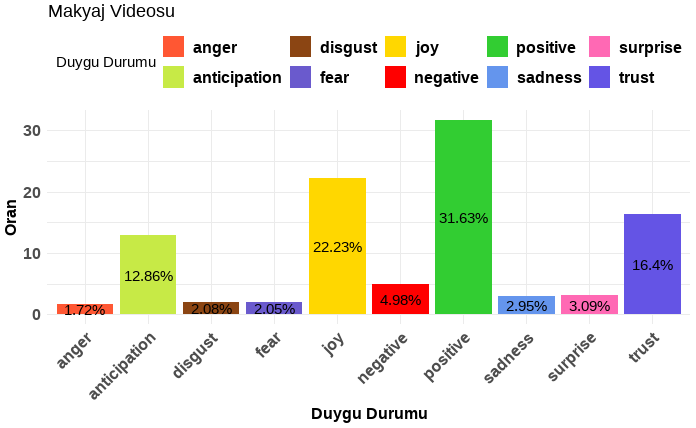 Makyaj Videosu
Duygu Durumu
anger disgust joy positive surprise
anticipation fear negative sadness trust
Oran
30
20
10
0
1.72% 12.86% 2.08% 2.05% 22.23% 4.98% 31.63% 2.95% 3.09% 16.4%
anger anticipation disgust fear joy negative positive sadness surprise trust
Duygu Durumu